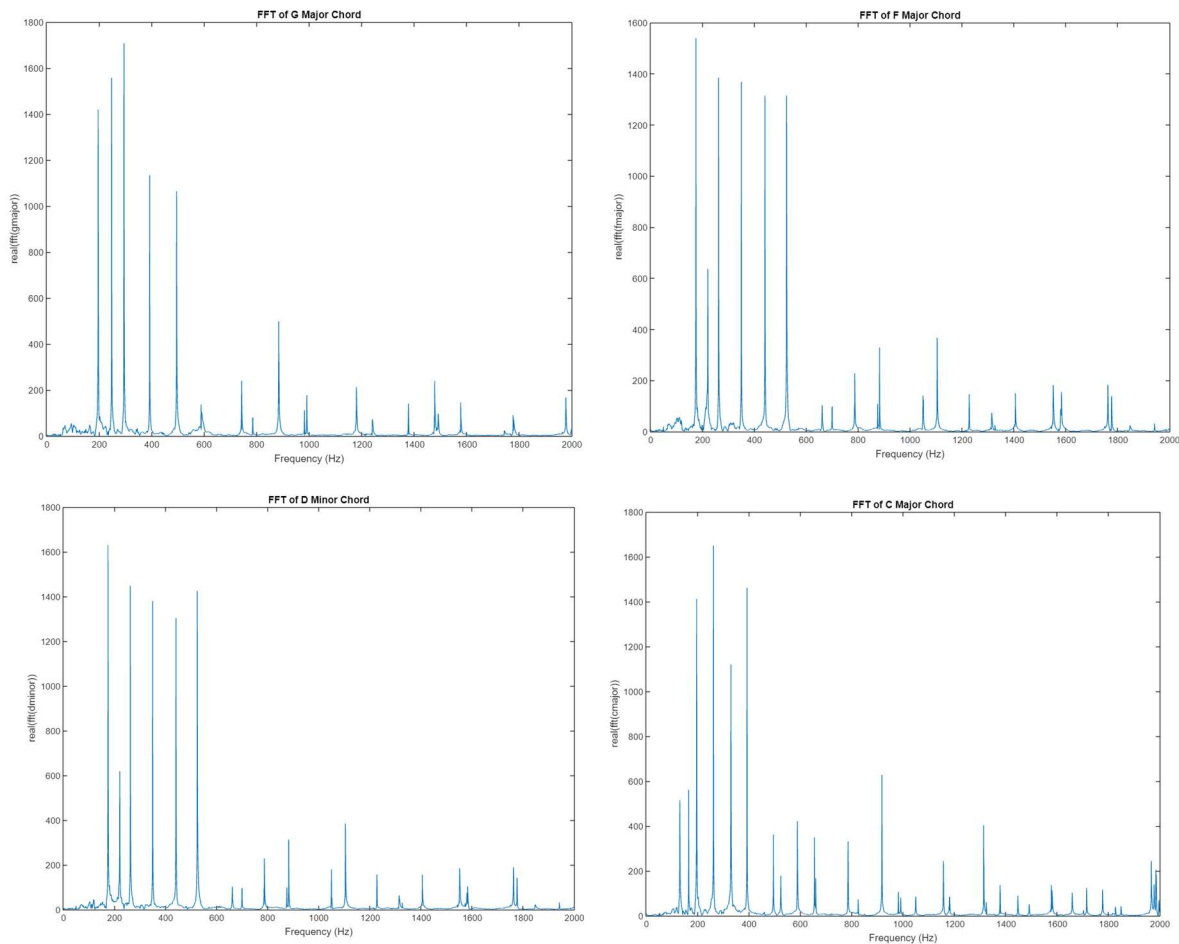 FFT of G Major Chord
1800
1600
1400
1200
1000
800
600
400
200
0
real(fft(gmajor))
0 200 400 600 800 1000 1200 1400 1600 1800 2000
Frequency (Hz)
FFT of F Major Chord
1600
1400
1200
1000
800
600
400
200
0
real(fft(fmajor))
0 200 400 600 800 1000 1200 1400 1600 1800 2000
Frequency (Hz)
FFT of D Minor Chord
1800
1600
1400
1200
1000
800
600
400
200
0
real(fft(dminor))
0 200 400 600 800 1000 1200 1400 1600 1800 2000
Frequency (Hz)
FFT of C Major Chord
1800
1600
1400
1200
1000
800
600
400
200
0
real(fft(cmajor))
0 200 400 600 800 1000 1200 1400 1600 1800 2000
Frequency (Hz)